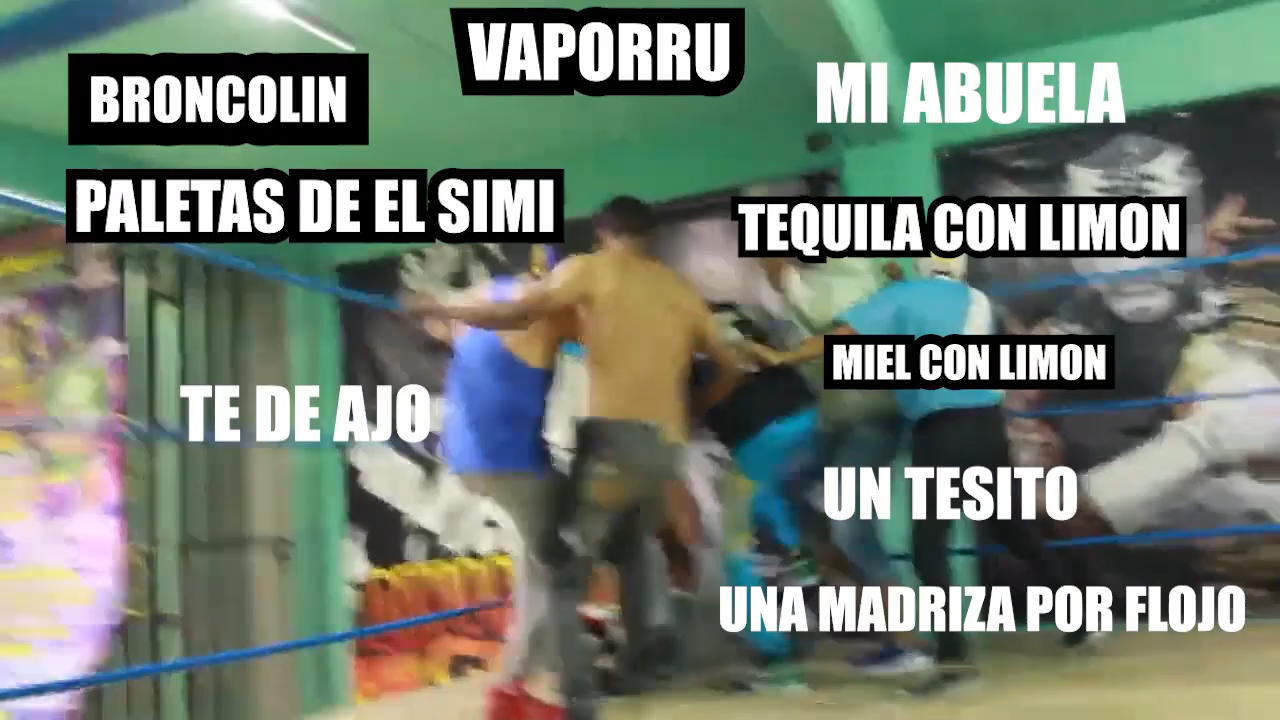 VAPORRU
BRONCOLIN
MI ABUELA
PALETAS DE EL SIMI
TEQUILA CON LIMON
MIEL CON LIMON
TE DE AJO
UN TESITO
UNA MADRIZA POR FLOJO